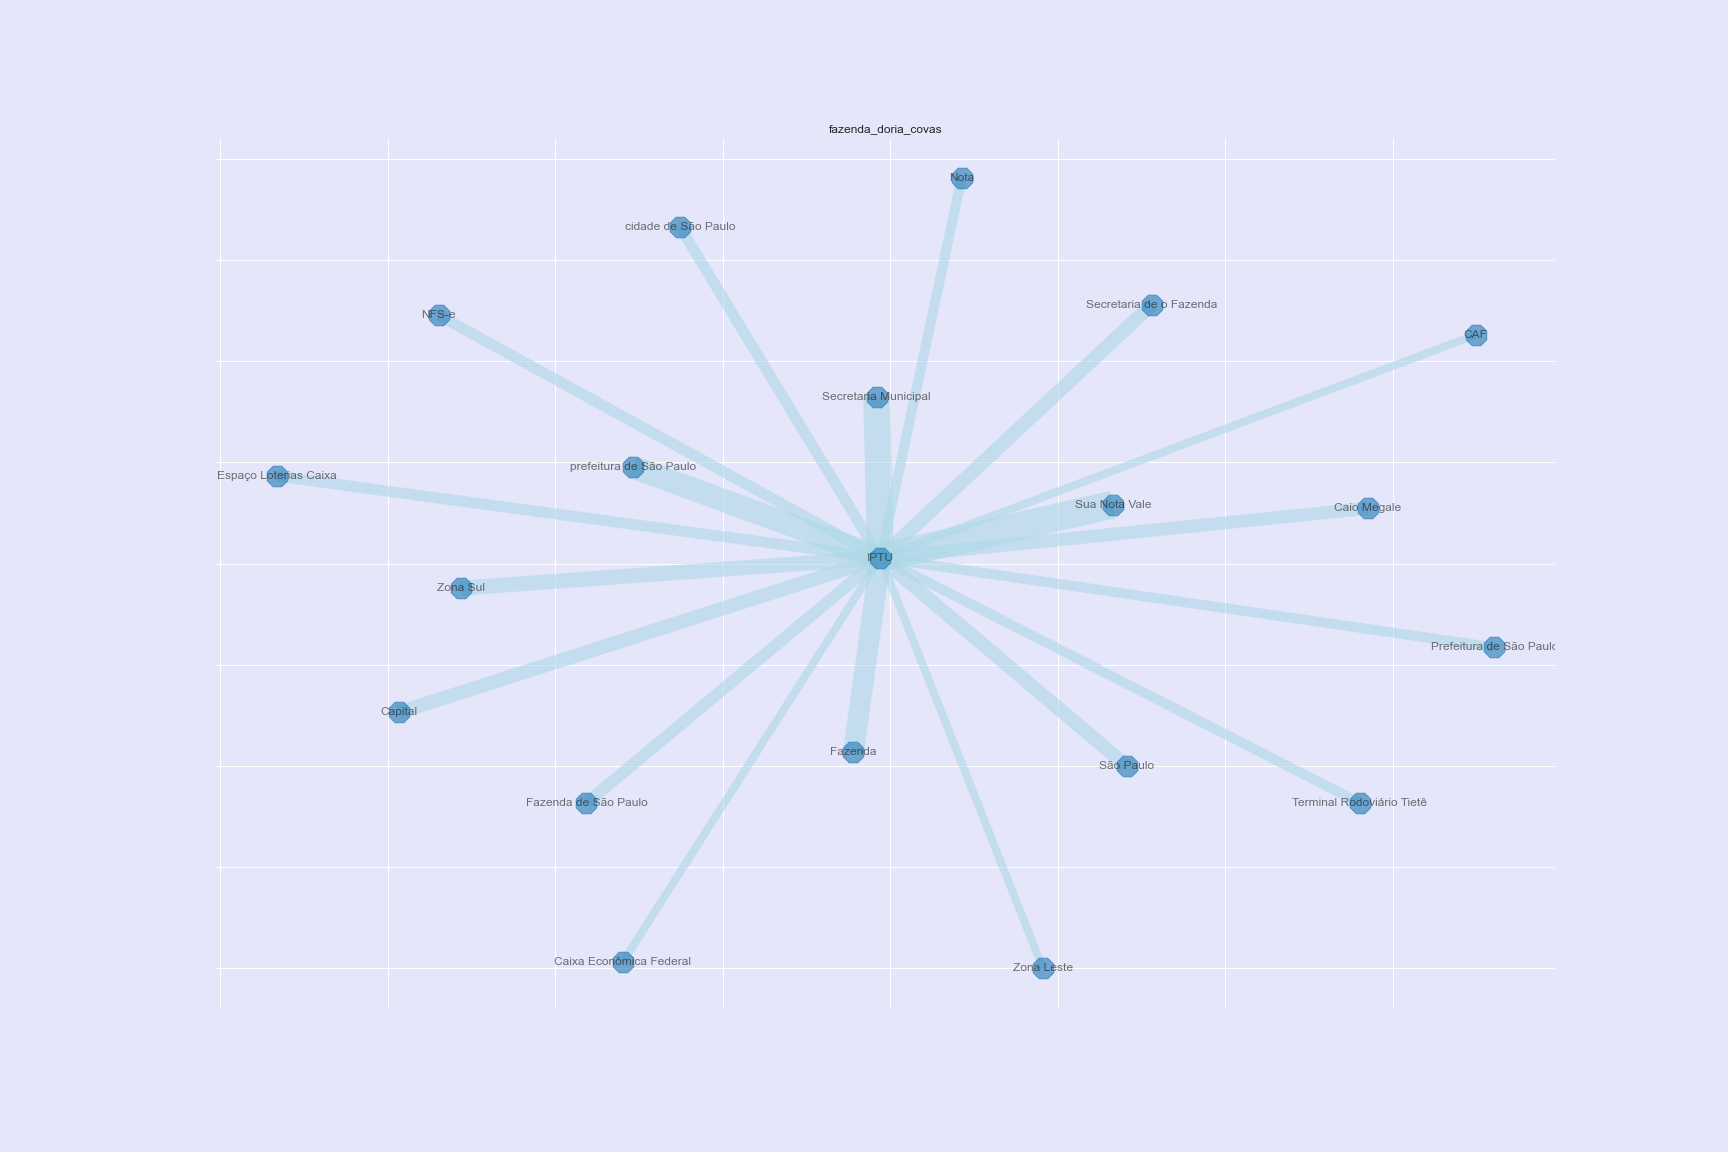 fazenda_doria_covas
Nota
cidade de São Paulo
Secretaria de o Fazenda
NFS-e
CAF
Secretaria Municipal
prefeitura de São Paulo
Espaço Loterias Caixa
Sua Nota Vale
Caio Megale
IPTU
Zona Sul
Prefeitura de São Paulo
Capital
Fazenda
São Paulo
Fazenda de São Paulo
Terminal Rodoviário Tietê
Caixa Econômica Federal
Zona Leste